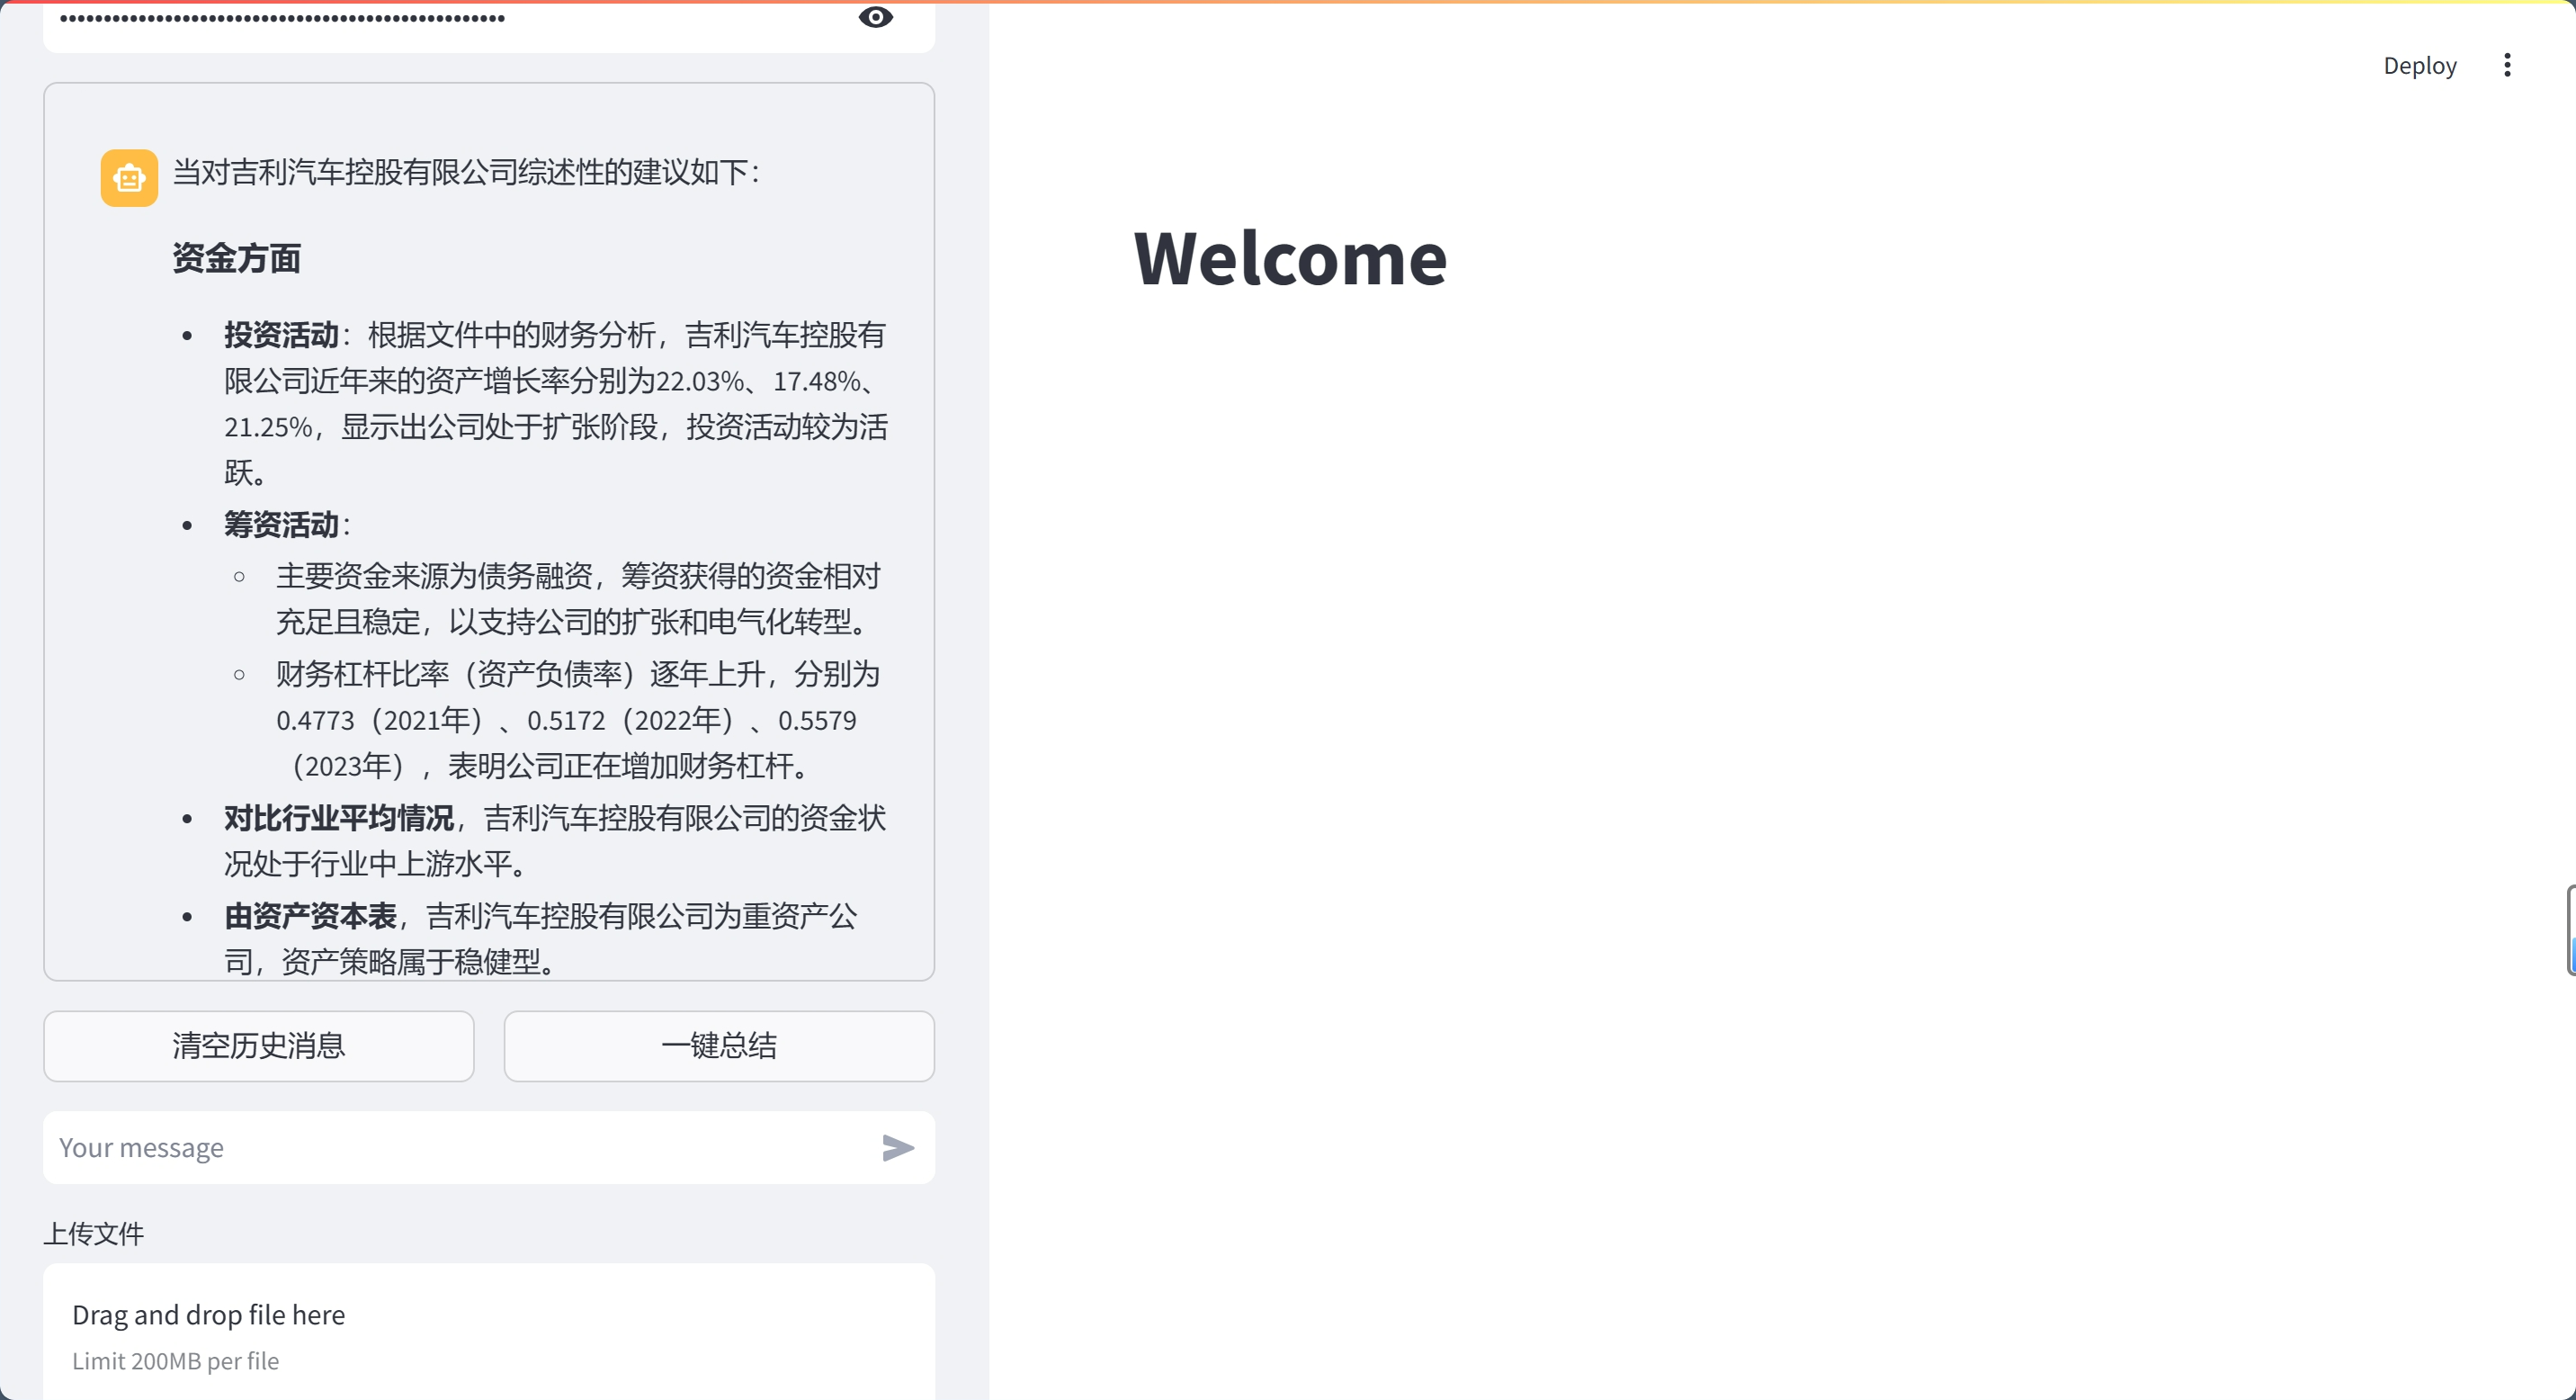 当对吉利汽车控股有限公司综述性的建议如下：
资金方面
投资活动：根据文件中的财务分析，吉利汽车控股有
限公司近年来的资产增长率分别为22.03%、17.48%、
21.25%，显示出公司处于扩张阶段，投资活动较为活
跃。
筹资活动：
主要资金来源为债务融资，筹资获得的资金相对
充足且稳定，以支持公司的扩张和电气化转型。
财务杠杆比率（资产负债率）逐年上升，分别为
0.4773（2021年）、0.5172（2022年）、0.5579
（2023年），表明公司正在增加财务杠杆。
对比行业平均情况，吉利汽车控股有限公司的资金状
况处于行业中上游水平。
由资产资本表，吉利汽车控股有限公司为重资产公
司，资产策略属于稳健型。
清空历史消息
一键总结
Your message
上传文件
Drag and drop file here
Limit 200MB per file
Deploy
Welcome